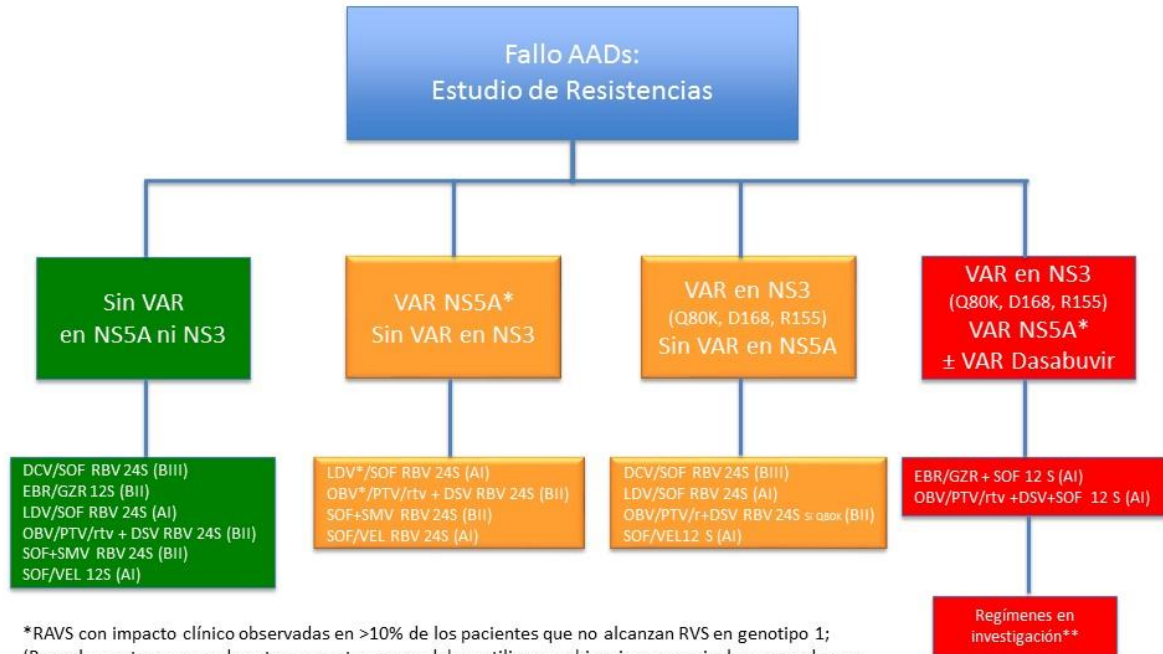 Fallo AADs:
Estudio de Resistencias
Sin VAR
en NS5A ni NS3
VAR NS5A*
Sin VAR en NS3
VAR en NS3
(Q80K, D168, R155)
Sin VAR en NS5A
VAR en NS3
(Q80K, D168, R155)
VAR NS5A*
± VAR Dasabuvir
DCV/SOF RBV 24S (BIII)
EBR/GZR 12S (BII)
LDV/SOF RBV 24S (AI)
OBV/PTV/rtv + DSV RBV 24S (BII)
SOF+SMV RBV 24S (BII)
SOF/VEL 12S (AI)
LDV*/SOF RBV 24S (AI)
OBV*/PTV/rtv + DSV RBV 24S (BII)
SOF+SMV RBV 24S (BII)
SOF/VEL RBV 24S (AI)
DCV/SOF RBV 24S (BIII)
LDV/SOF RBV 24S (AI)
OBV/PTV/r+DSV RBV 24S Si Q80K (BII)
SOF/VEL12 S (AI)
EBR/GZR + SOF 12 S (AI)
OBV/PTV/rtv +DSV+SOF 12 S (AI)
Regímenes en
investigación**
*RAVS con impacto clínico observadas en >10% de los pacientes que no alcanzan RVS en genotipo 1;